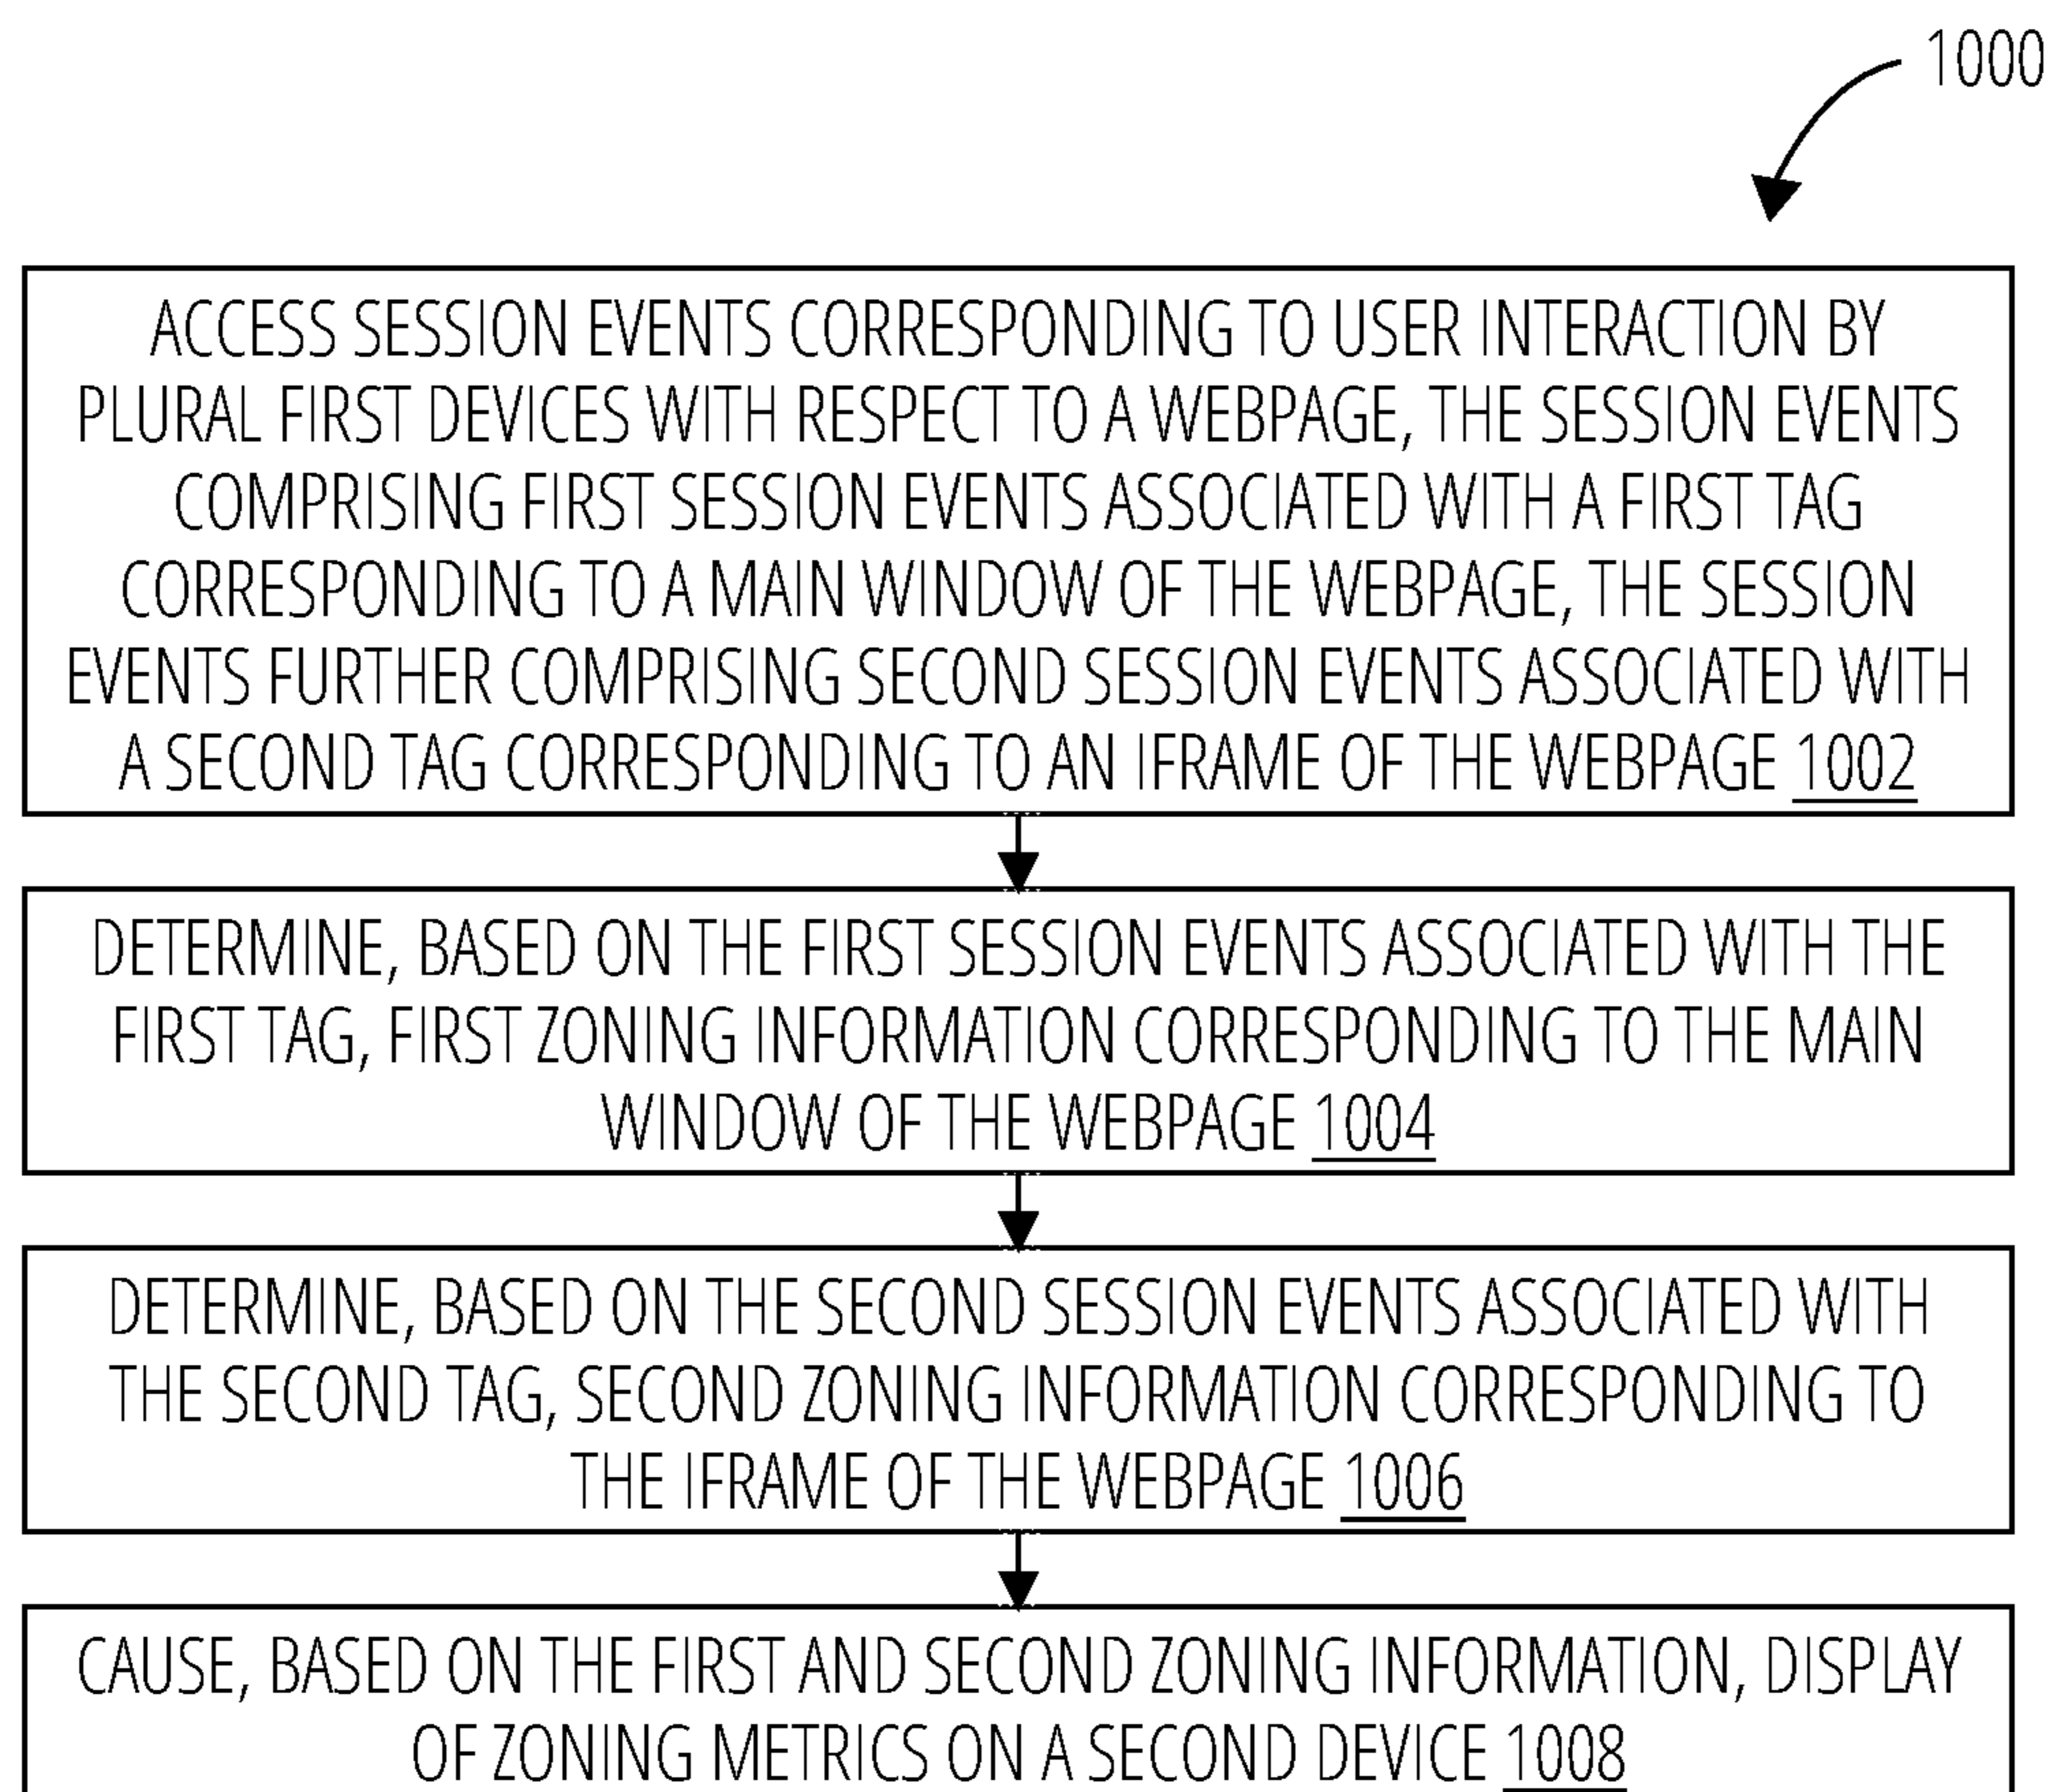 1000
ACCESS SESSION EVENTS CORRESPONDING TO USER INTERACTION BY
PLURAL FIRST DEVICES WITH RESPECT TO A WEBPAGE, THE SESSION EVENTS
COMPRISING FIRST SESSION EVENTS ASSOCIATED WITH A FIRST TAG
CORRESPONDING TO A MAIN WINDOW OF THE WEBPAGE, THE SESSION
EVENTS FURTHER COMPRISING SECOND SESSION EVENTS ASSOCIATED WITH
A SECOND TAG CORRESPONDING TO AN IFRAME OF THE WEBPAGE 1002
DETERMINE, BASED ON THE FIRST SESSION EVENTS ASSOCIATED WITH THE
FIRST TAG, FIRST ZONING INFORMATION CORRESPONDING TO THE MAIN
WINDOW OF THE WEBPAGE 1004
DETERMINE, BASED ON THE SECOND SESSION EVENTS ASSOCIATED WITH
THE SECOND TAG, SECOND ZONING INFORMATION CORRESPONDING TO
THE IFRAME OF THE WEBPAGE 1006
CAUSE, BASED ON THE FIRST AND SECOND ZONING INFORMATION, DISPLAY
OF ZONING METRICS ON A SECOND DEVICE 1008